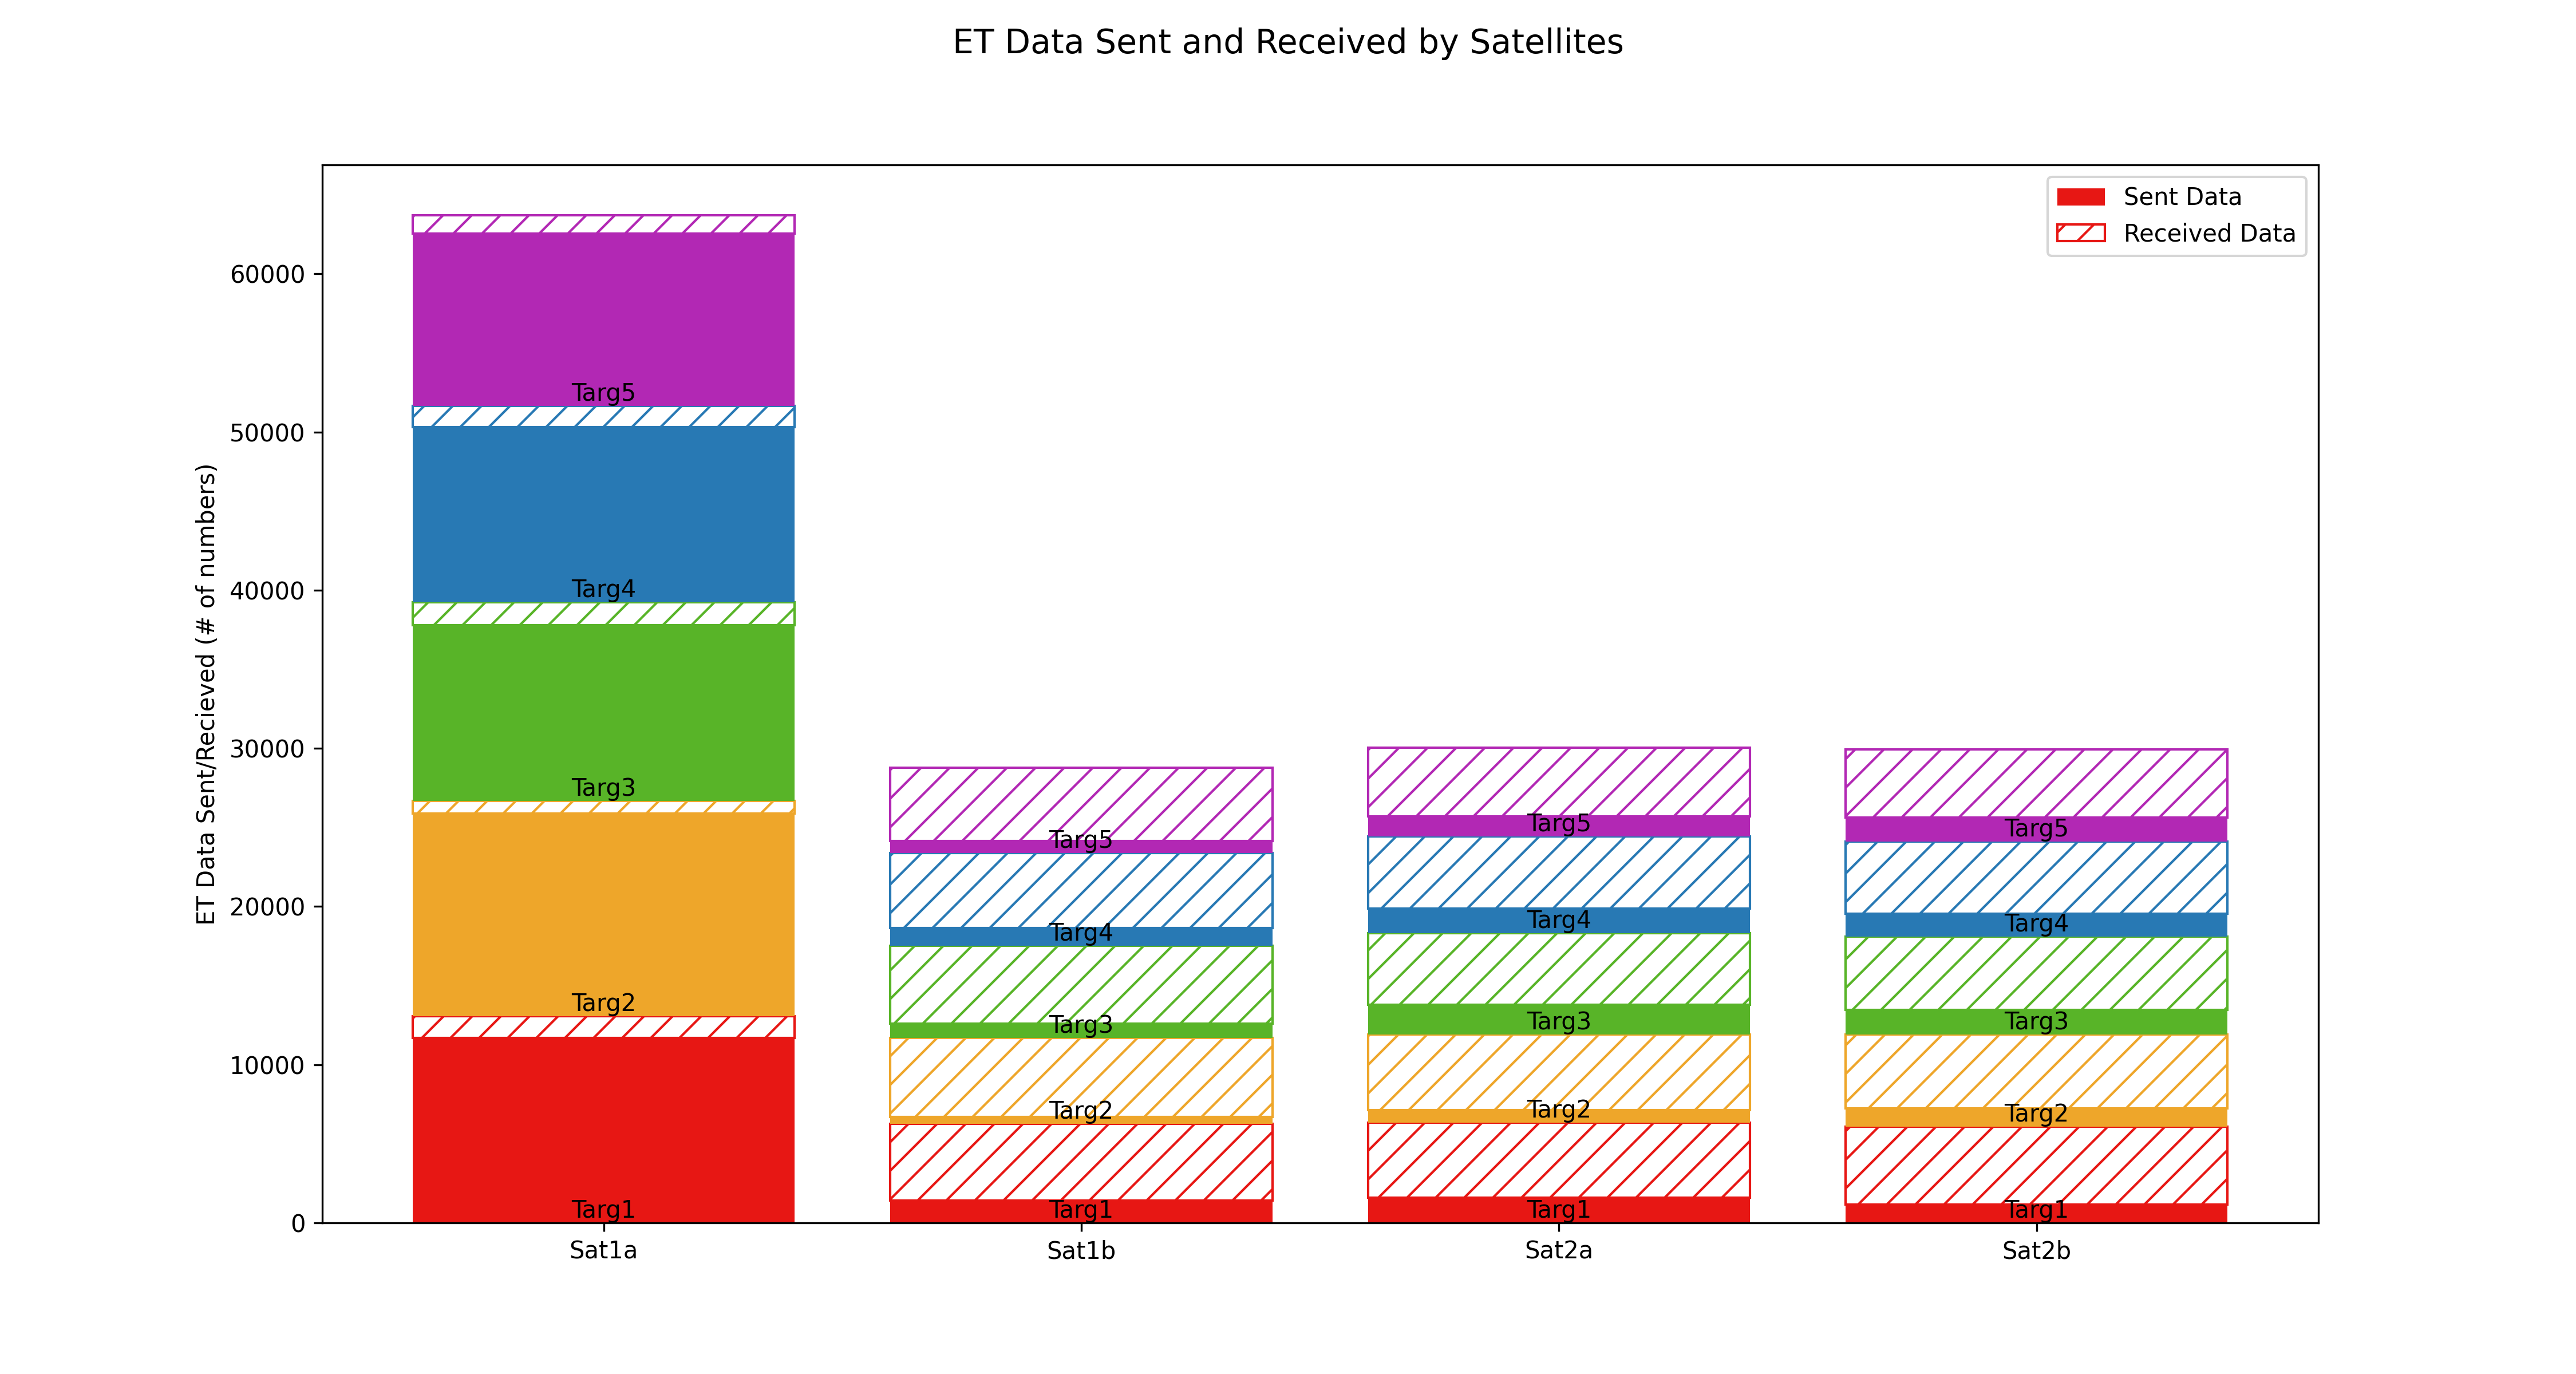 ET Data Sent and Received by Satellites
Sent Data
Received Data
ET Data Sent/Recieved (# of numbers)
60000
50000
40000
30000
20000
10000
0
Targ5
Targ4
Targ3
Targ2
Targ1
Targ5
Targ4
Targ3
Targ2
Targ1
Targ5
Targ4
Targ3
Targ2
Targ1
Targ5
Targ4
Targ3
Targ2
Targ1
Sat1a
Sat1b
Sat2a
Sat2b